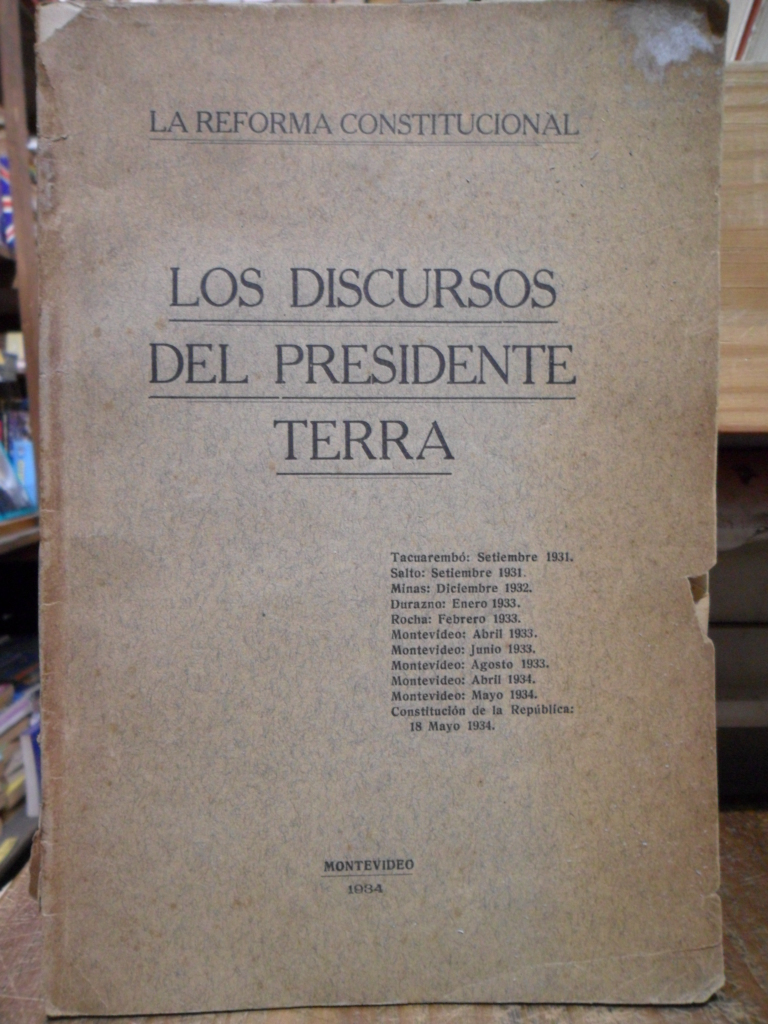 LA REFORMA CONSTITUCIONAL
LOS DISCURSOS
DEL PRESIDENTE
TERRA
Tacuarembó: Setiembre 1931.
Salto: Setiembre 1931.
Minas: Diciembre 1932.
Durazno: Enero 1933.
Rocha: Febrero 1933.
Montevideo: Abril 1933.
Montevideo: Junio 1933.
Montevideo: Agosto 1933.
Montevideo: Abril 1934.
Montevideo: Mayo 1934.
Constitución de la República:
18 Mayo 1934.
MONTEVIDEO
1934